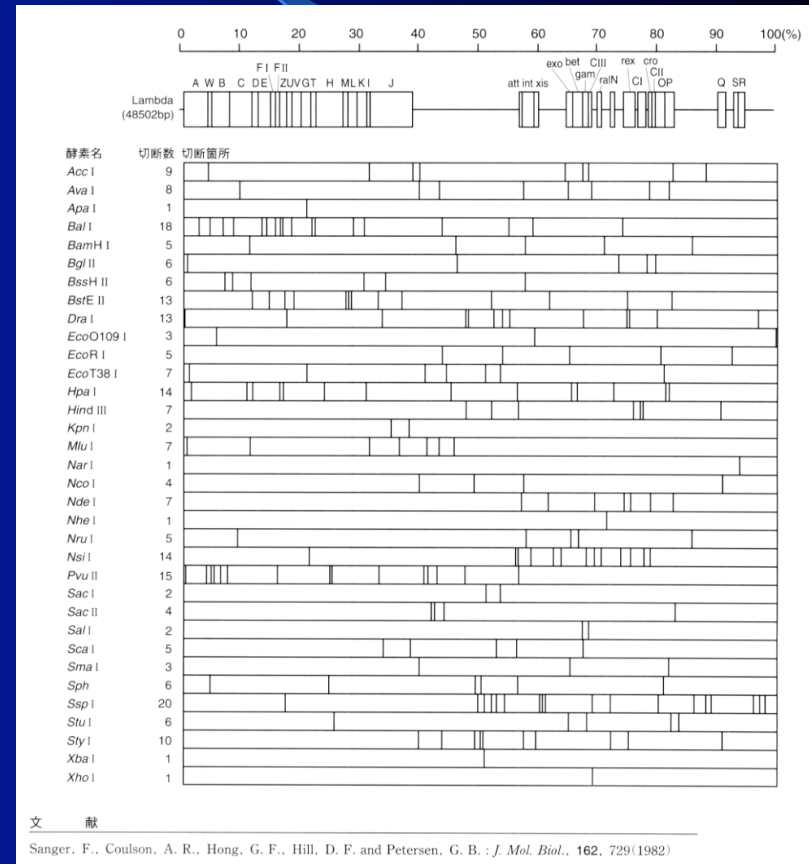 0 10 20 30 40 50 60 70 80 90 100(%)
exo bet gam CIII ralN rex CI cro CII
F I F II
A W B C D E Z U V G T H M L K I J att int xis OP Q SR
Lambda
(48502bp)
酵素名 切断数 切断箇所
Acc I 9
Ava I 8
Apa I 1
Bal I 18
BamH I 5
Bgl II 6
BssH II 6
BstE II 13
Dra I 13
EcoO109 I 3
EcoR I 5
EcoT38 I 7
Hpa I 14
Hind III 7
Kpn I 2
Mlu I 7
Nar I 1
Nco I 4
Nde I 7
Nhe I 1
Nru I 5
Nsi I 14
Pvu II 15
Sac I 2
Sac II 4
Sal I 2
Sca I 5
Sma I 3
Sph 6
Ssp I 20
Stu I 6
Sty I 10
Xba I 1
Xho I 1
文 献
Sanger, F., Coulson, A. R., Hong, G. F., Hill, D. F. and Petersen, G. B. : J. Mol. Biol., 162, 729(1982)